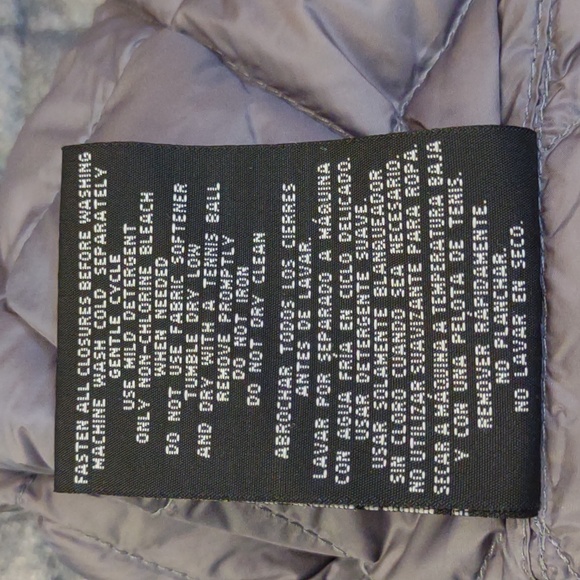 FASTEN ALL CLOSURES BEFORE WASHING
MACHINE WASH COLD SEPARATELY
GENTLE CYCLE
USE MILD DETERGENT
ONLY NON-CHLORINE BLEACH
WHEN NEEDED
DO NOT USE FABRIC SOFTENER
TUMBLE DRY LOW
AND DRY WITH A TENNIS BALL
REMOVE PROMPTLY
DO NOT IRON
DO NOT DRY CLEAN
ABROCHAR TODOS LOS CIERRES
ANTES DE LAVAR.
LAVAR POR SEPARADO A MÁQUINA
CON AGUA FRÍA EN CICLO DELICADO.
USAR DETERGENTE SUAVE.
USAR SOLAMENTE BLANQUEADOR
SIN CLORO CUANDO SEA NECESARIO.
NO UTILIZAR SUAVIZANTE PARA ROPA.
SECAR A MÁQUINA A TEMPERATURA BAJA
Y CON UNA PELOTA DE TENIS.
REMOVER RÁPIDAMENTE.
NO PLANCHAR.
NO LAVAR EN SECO.